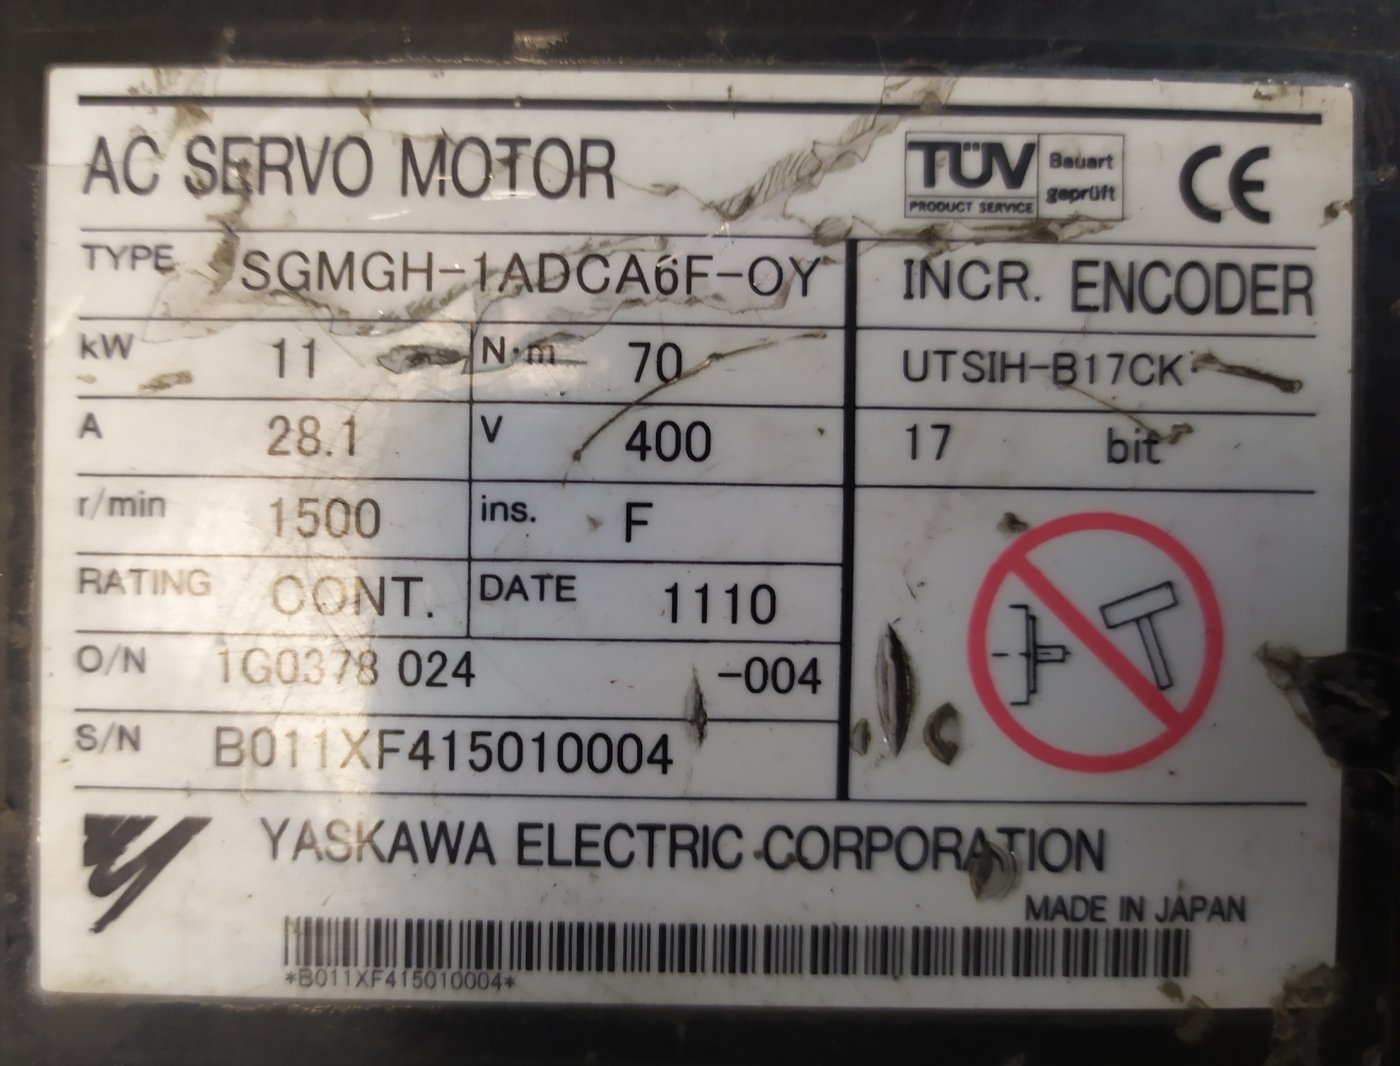 AC SERVO MOTOR
TÜV
PRODUCT SERVICE
Bauart
geprüft
CE
TYPE SGMGH-1ADCA6F-OY
INCR. ENCODER
kW 11 N·m 70
UTSIH-B17CK
A 28.1 V 400
17 bit
r/min 1500 ins. F
RATING CONT. DATE 1110
O/N 1G0378 024 -004
S/N B011XF415010004
YASKAWA ELECTRIC CORPORATION
MADE IN JAPAN
*B011XF415010004*